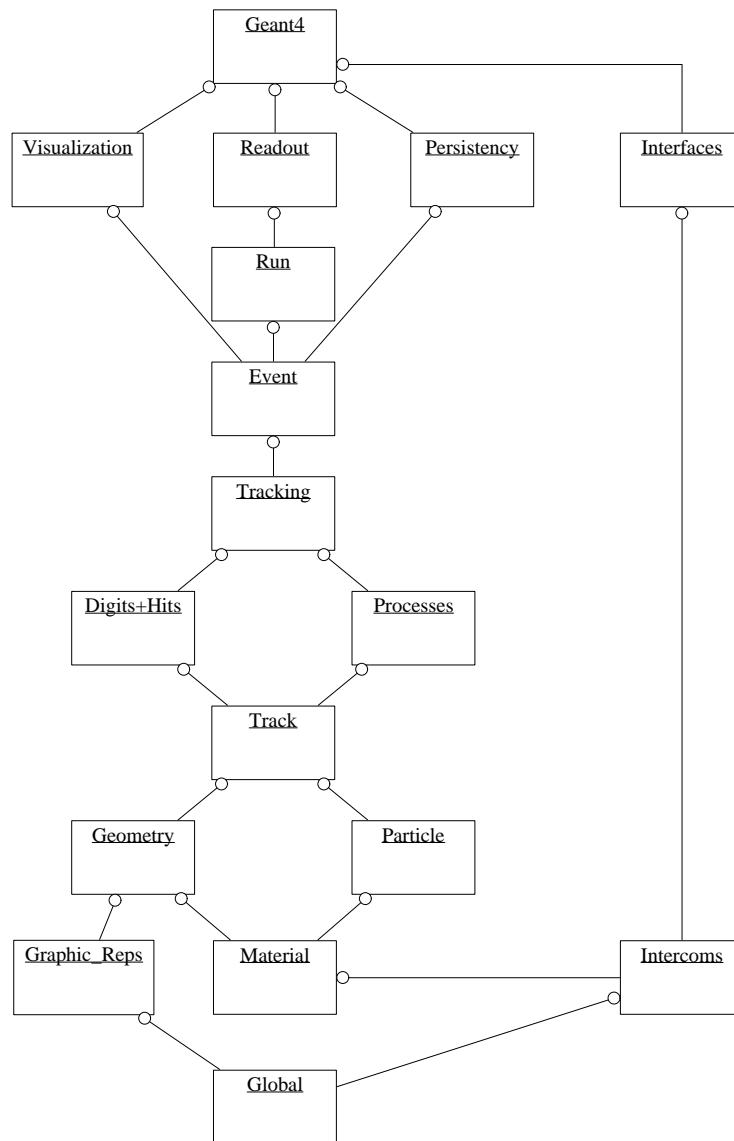 Geant4
Visualization
Readout
Persistency
Interfaces
Run
Event
Tracking
Digits+Hits
Processes
Track
Geometry
Particle
Graphic_Reps
Material
Intercoms
Global